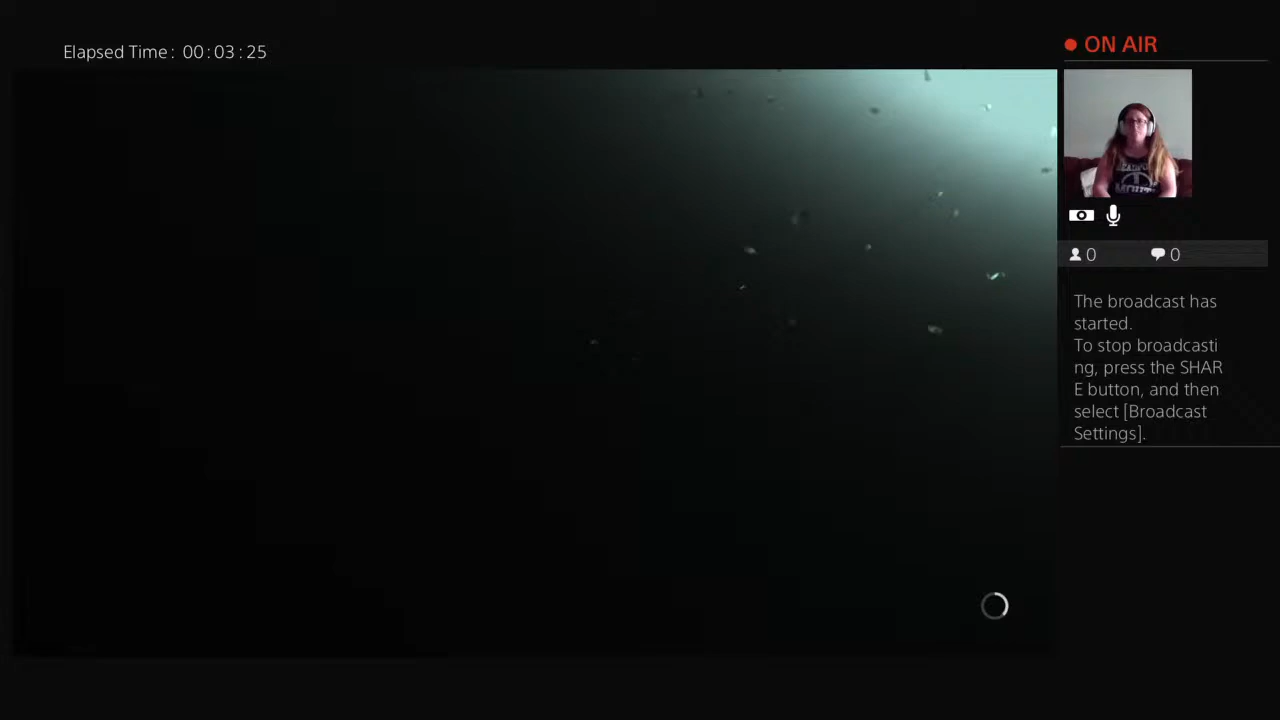 Elapsed Time: 00:03:25
ON AIR
0 0
The broadcast has
started.
To stop broadcasti
ng, press the SHAR
E button, and then
select [Broadcast
Settings].